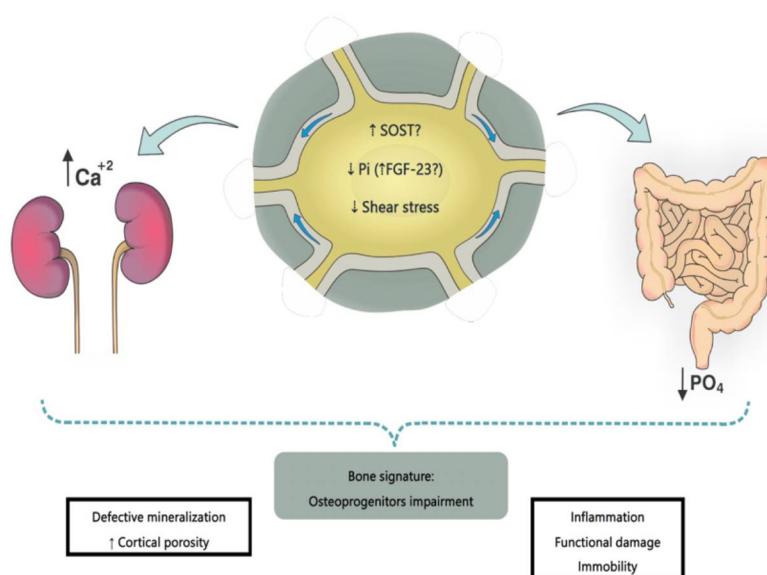 ↑ SOST?
↓ Pi (↑FGF-23?)
↓ Shear stress
↑ Ca+2
↓ PO4
Bone signature:
Osteoprogenitors impairment
Defective mineralization
↑ Cortical porosity
Inflammation
Functional damage
Immobility